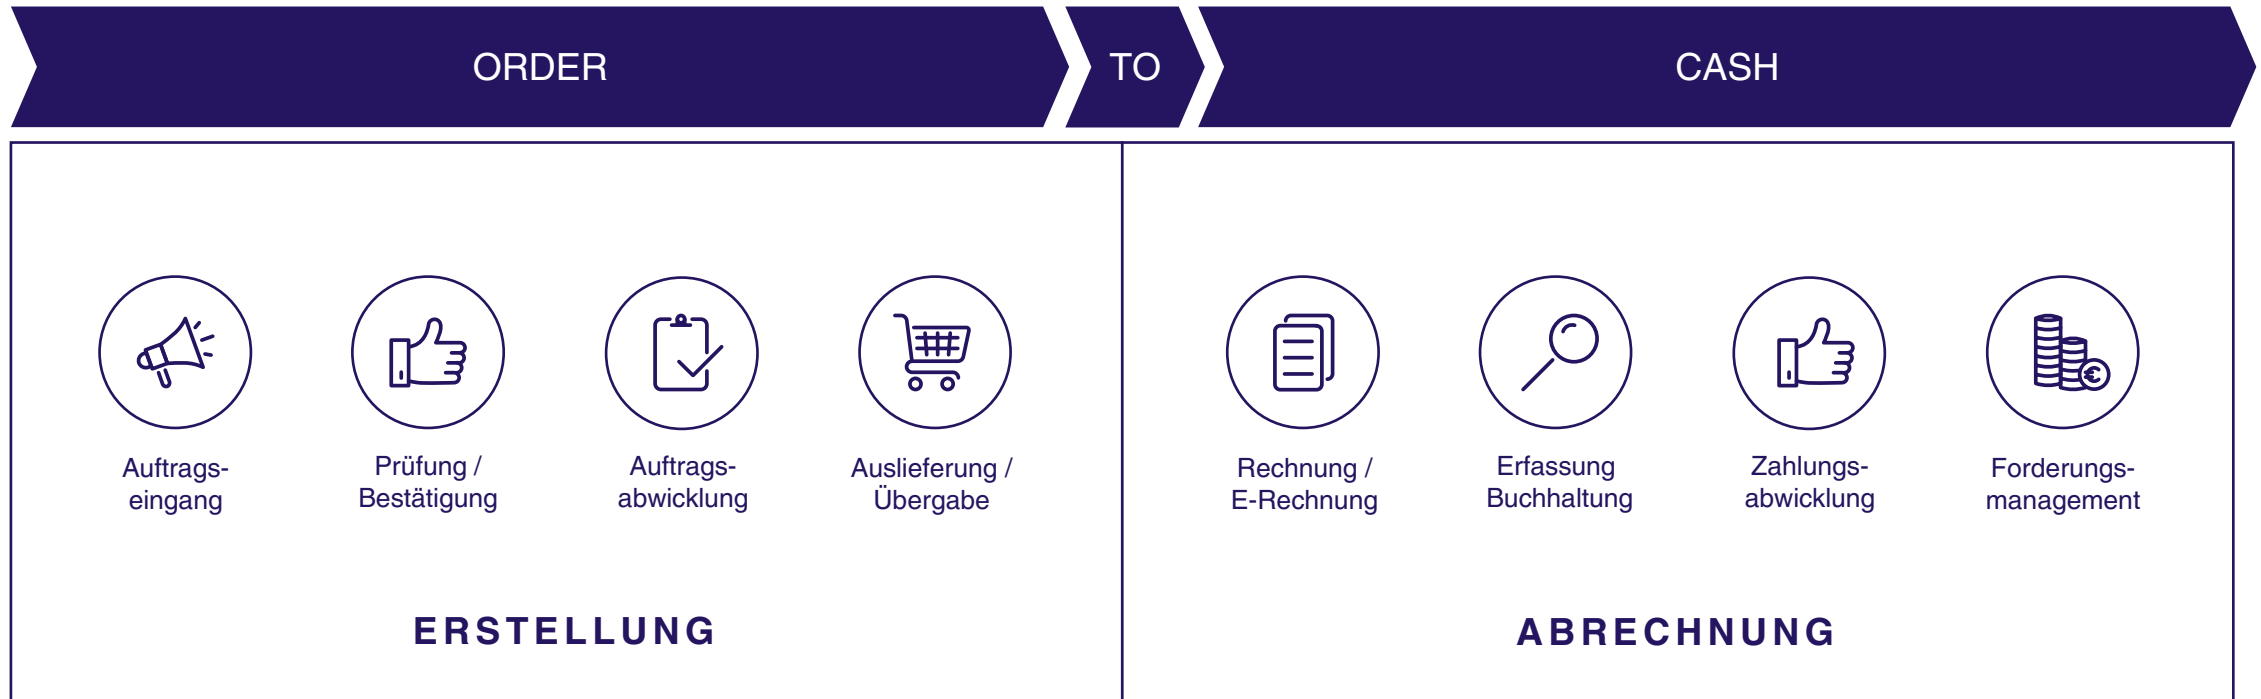 ORDER
TO
CASH
Auftrags-
eingang
Prüfung /
Bestätigung
Auftrags-
abwicklung
Auslieferung /
Übergabe
Rechnung /
E-Rechnung
Erfassung
Buchhaltung
Zahlungs-
abwicklung
Forderungs-
management
ERSTELLUNG
ABRECHNUNG